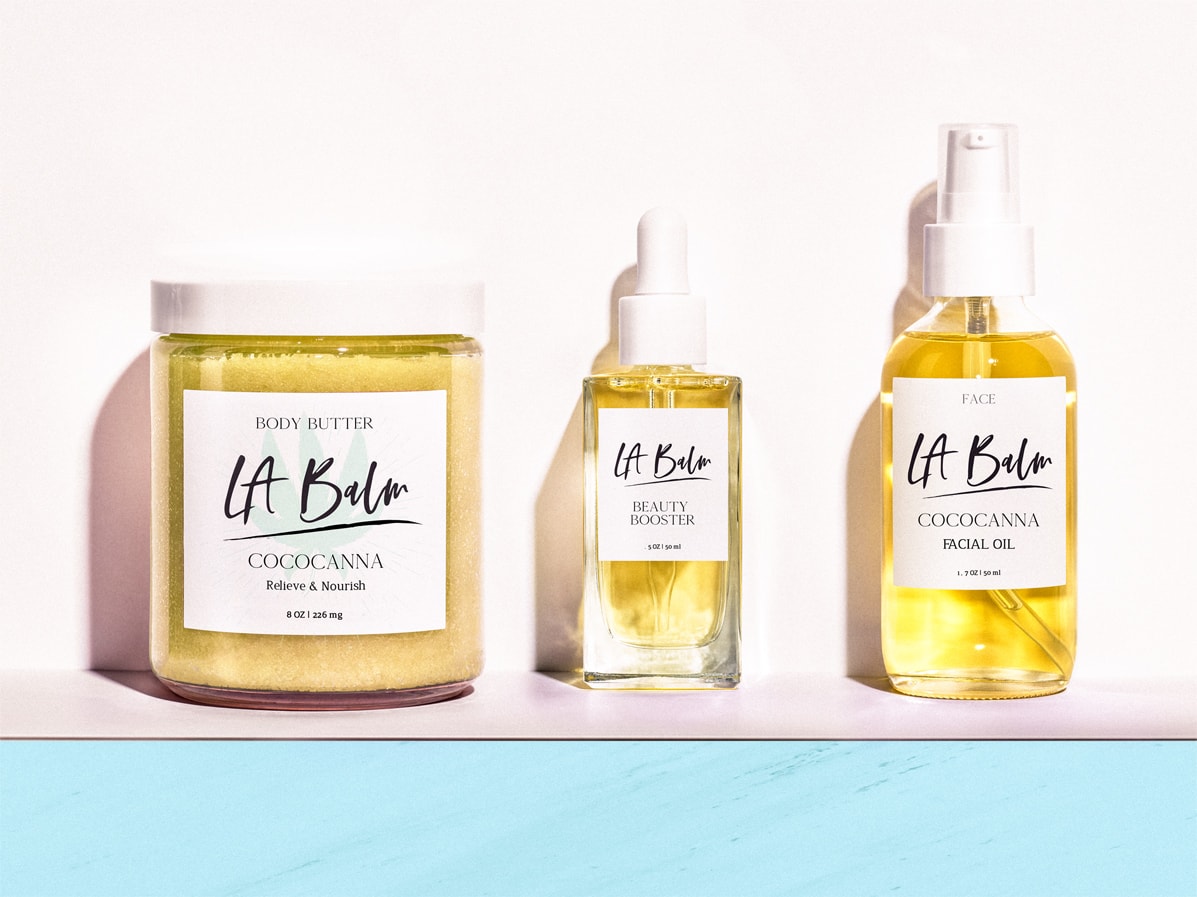 BODY BUTTER
LA Balm
COCOCANNA
Relieve & Nourish
8 OZ | 226 mg
LA Balm
BEAUTY
BOOSTER
.5 OZ | 50 ml
FACE
LA Balm
COCOCANNA
FACIAL OIL
1.7 OZ | 50 ml